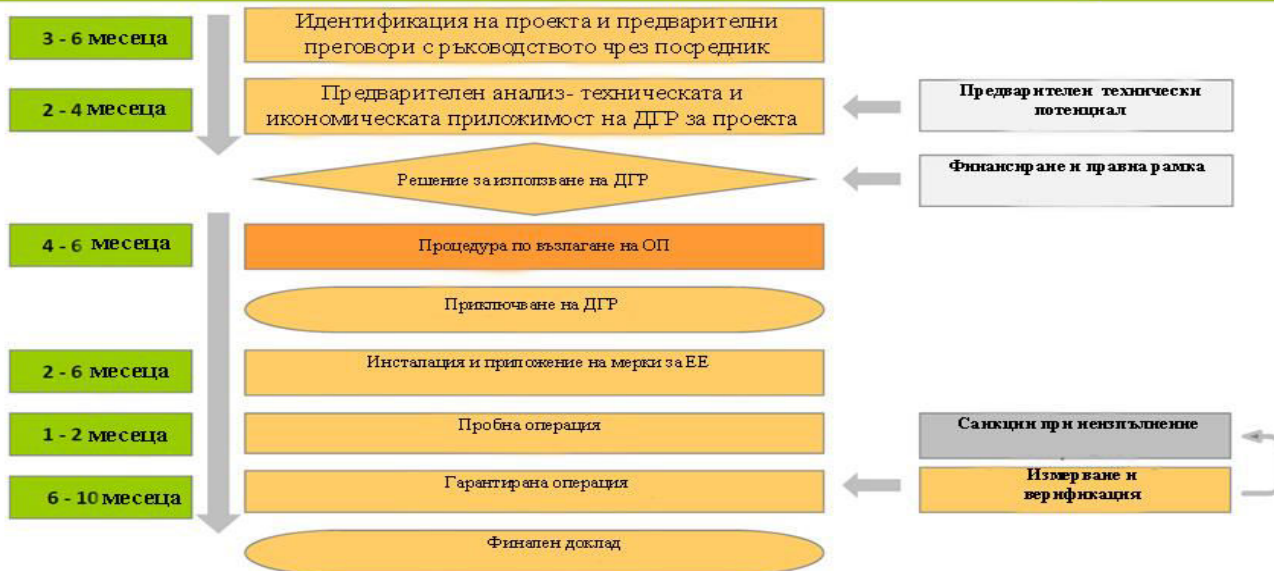 3 - 6 месеца
Идентификация на проекта и предварителни
преговори с ръководството чрез посредник
2 - 4 месеца
Предварителен анализ- техническата и
икономическата приложимост на ДГР за проекта
Предварителен технически
потенциал
Решение за използване на ДГР
Финансиране и правна рамка
4 - 6 месеца
Процедура по възлагане на ОП
Приключване на ДГР
2 - 6 месеца
Инсталация и приложение на мерки за ЕЕ
1 - 2 месеца
Пробна операция
Санкции при неизпълнение
6 - 10 месеца
Гарантирана операция
Измерване и
верификация
Финален доклад